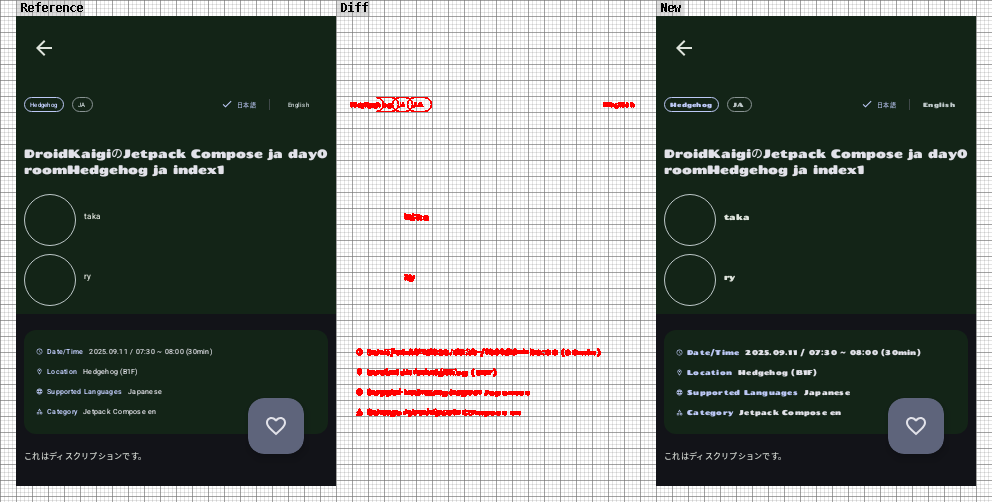 Reference
Diff
New
Hedgehog JA 日本語 English
DroidKaigiのJetpack Compose ja day0
roomHedgehog ja index1
taka
ry
Date/Time 2025.09.11 / 07:30 ~ 08:00 (30min)
Location Hedgehog (B1F)
Supported Languages Japanese
Category Jetpack Compose en
これはディスクリプションです。
Hedgehog JA 日本語 English
DroidKaigiのJetpack Compose ja day0
roomHedgehog ja index1
taka
ry
Date/Time 2025.09.11 / 07:30 ~ 08:00 (30min)
Location Hedgehog (B1F)
Supported Languages Japanese
Category Jetpack Compose en
これはディスクリプションです。